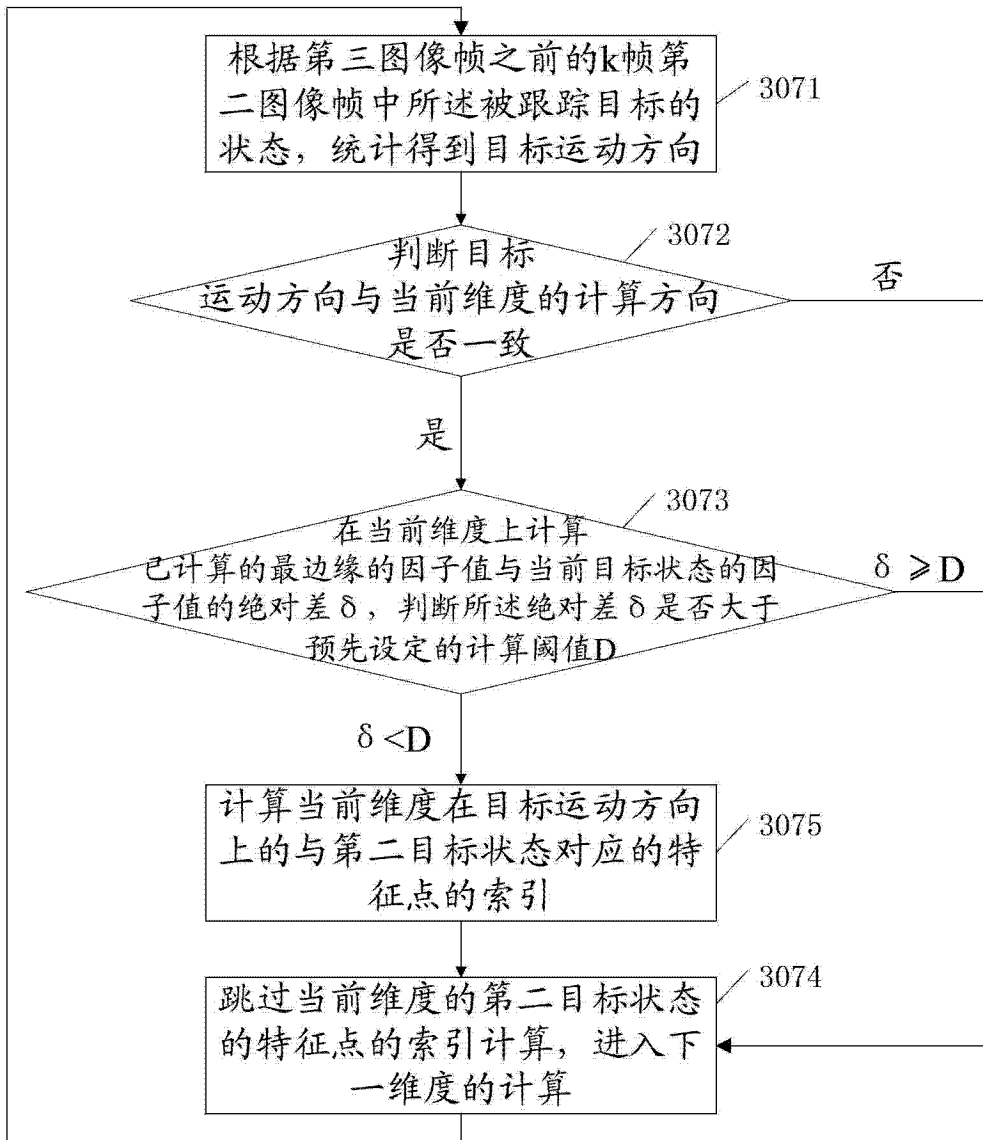 根据第三图像帧之前的k帧第
二图像帧中所述被跟踪目标的
状态，统计得到目标运动方向
3071
判断目标
运动方向与当前维度的计算方向
是否一致
3072
否
是
在当前维度上计算
已计算的最边缘的因子值与当前目标状态的因
子值的绝对差δ，判断所述绝对差δ是否大于
预先设定的计算阈值D
3073
δ ≥D
δ <D
计算当前维度在目标运动方向
上的与第二目标状态对应的特
征点的索引
3075
跳过当前维度的第二目标状态
的特征点的索引计算，进入下
一维度的计算
3074